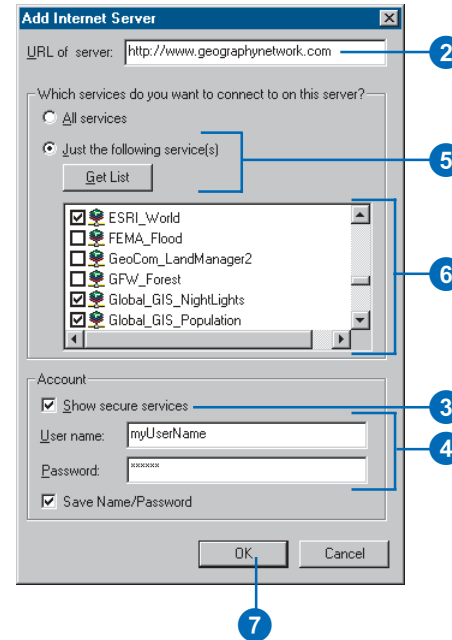 Add Internet Server
URL of server: http://www.geographynetwork.com
2
Which services do you want to connect to on this server?
All services
Just the following service(s)
5
Get List
ESRI_World
FEMA_Flood
GeoCom_LandManager2
6
GFW_Forest
Global_GIS_NightLights
Global_GIS_Population
Account
Show secure services
3
User name: myUserName
4
Password: ******
Save Name/Password
OK Cancel
7